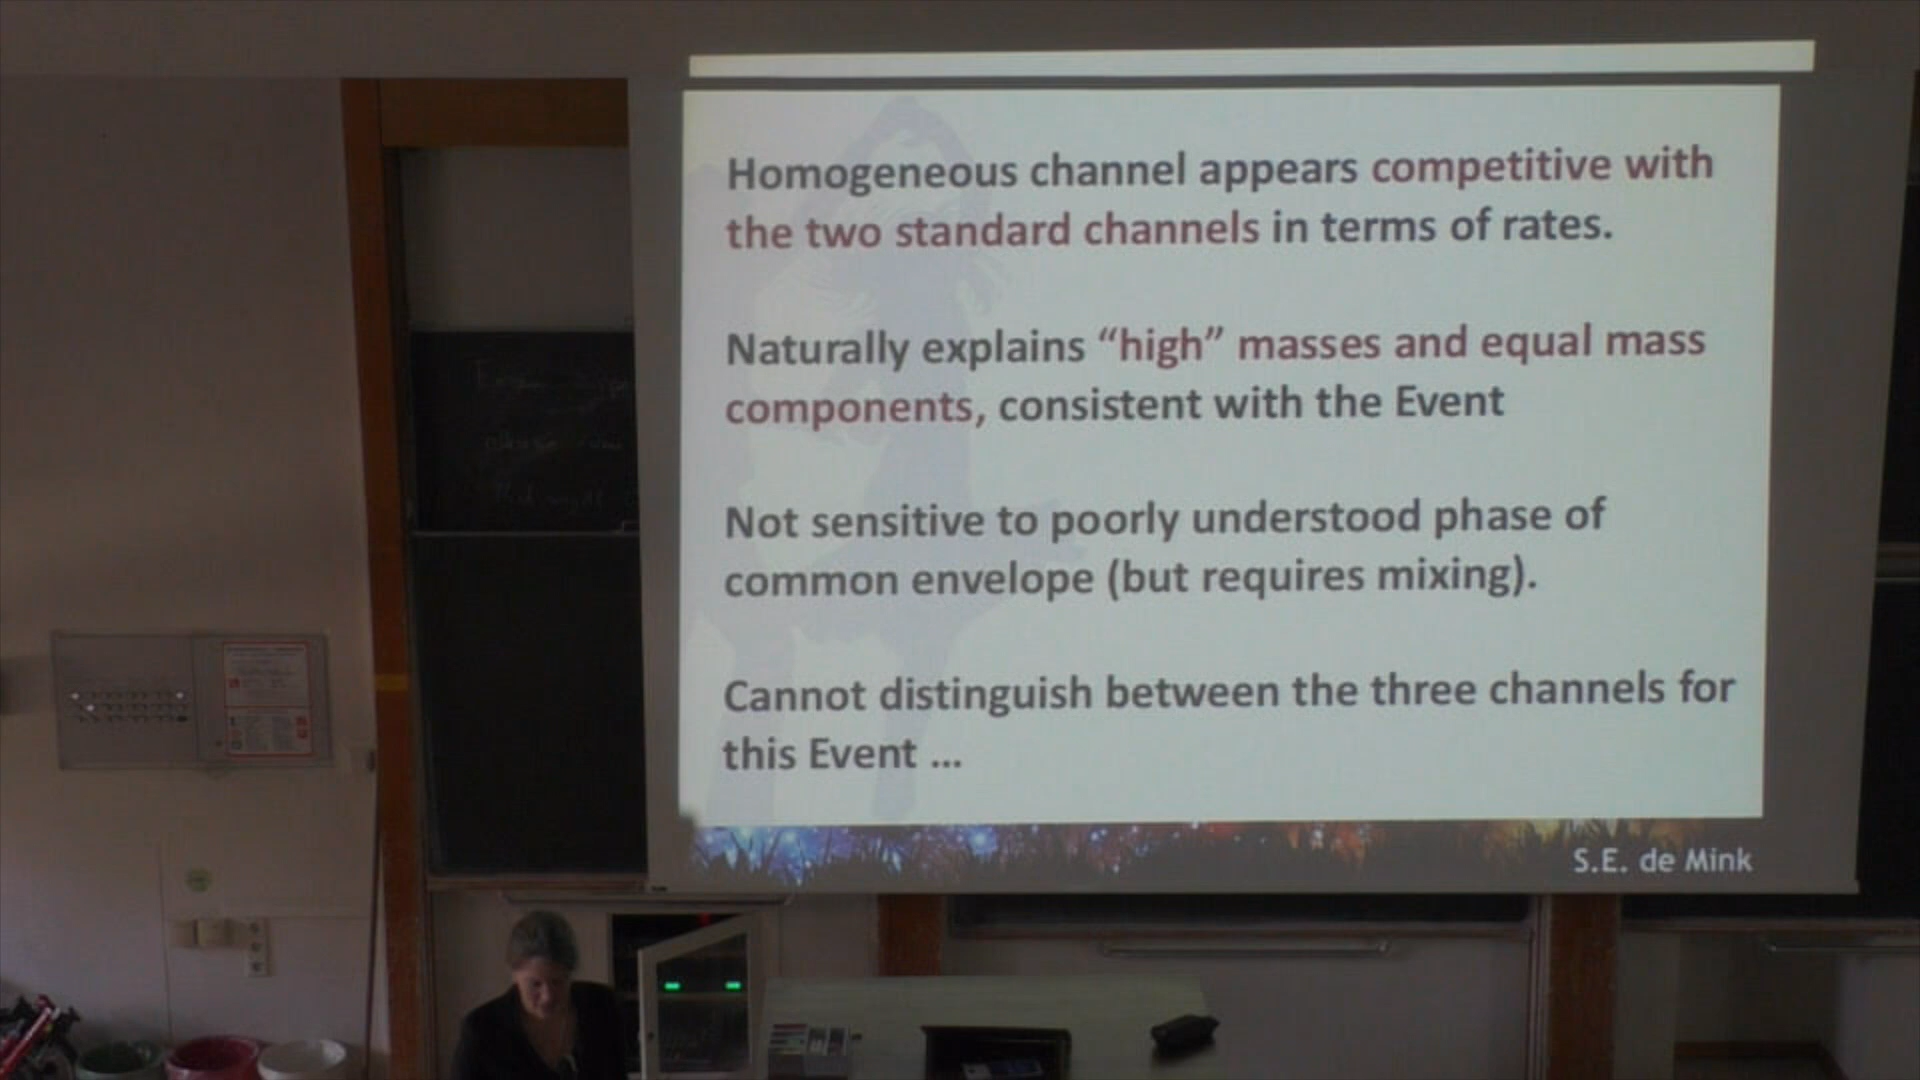 Homogeneous channel appears competitive with
the two standard channels in terms of rates.
Naturally explains “high” masses and equal mass
components, consistent with the Event
Not sensitive to poorly understood phase of
common envelope (but requires mixing).
Cannot distinguish between the three channels for
this Event ...
S.E. de Mink